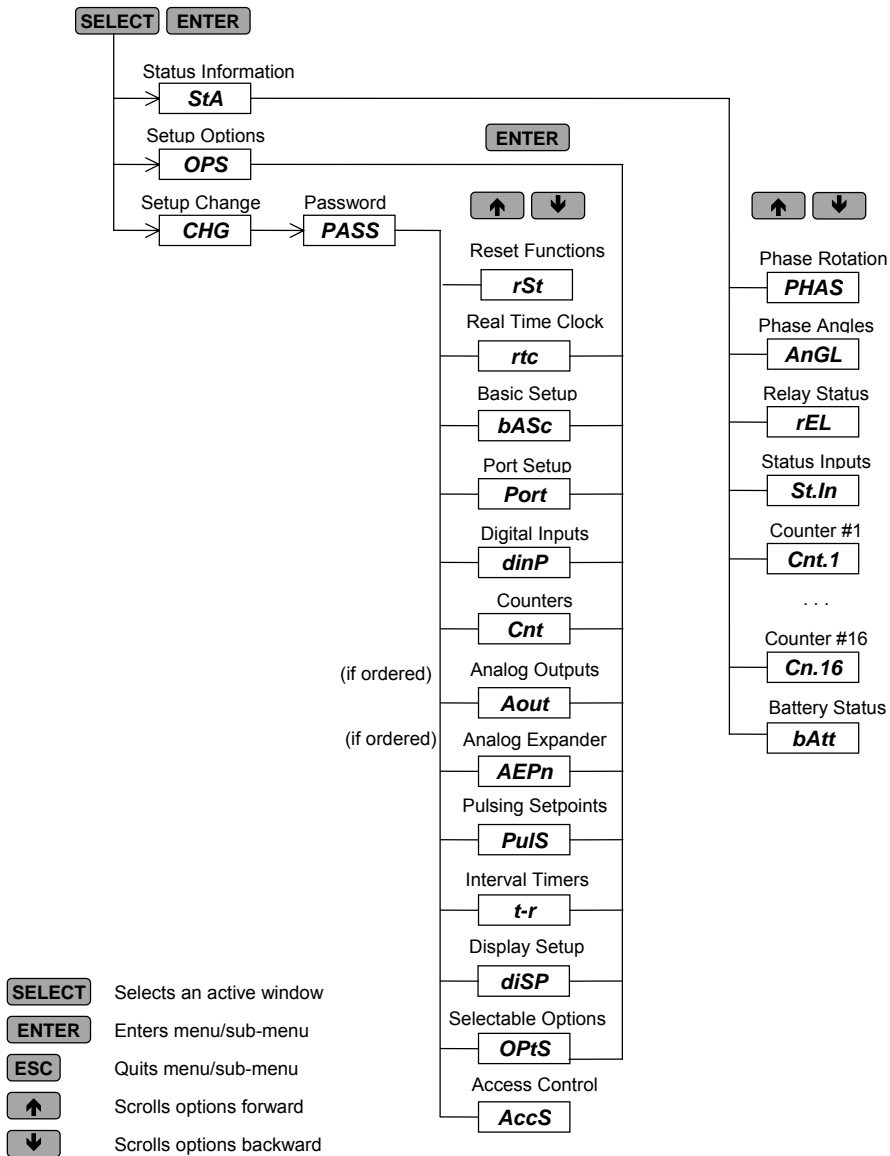 SELECT ENTER
Status Information
StA
Setup Options
OPS
ENTER
Setup Change
CHG
Password
PASS
Reset Functions
rSt
Real Time Clock
rtc
Basic Setup
bASc
Port Setup
Port
Digital Inputs
dinP
Counters
Cnt
(if ordered)
Analog Outputs
Aout
(if ordered)
Analog Expander
AEPn
Pulsing Setpoints
PulS
Interval Timers
t-r
Display Setup
diSP
Selectable Options
OPtS
Access Control
AccS
Phase Rotation
PHAS
Phase Angles
AnGL
Relay Status
rEL
Status Inputs
St.In
Counter #1
Cnt.1
. . .
Counter #16
Cn.16
Battery Status
bAtt
SELECT Selects an active window
ENTER Enters menu/sub-menu
ESC Quits menu/sub-menu
🡹 Scrolls options forward
🡻 Scrolls options backward